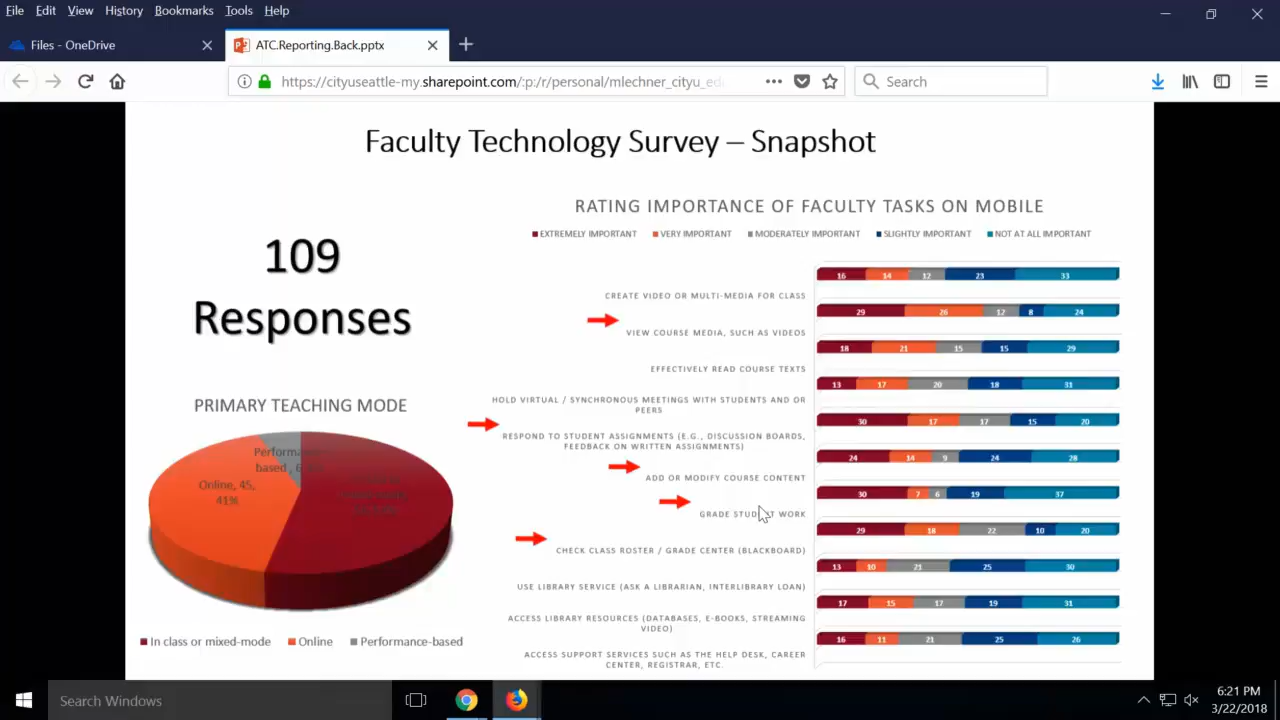 File Edit View History Bookmarks Tools Help
Files - OneDrive
ATC.Reporting.Back.pptx
https://cityuseattle-my.sharepoint.com/:p:/r/personal/mlechner_cityu_ed
Search
Faculty Technology Survey – Snapshot
109
Responses
PRIMARY TEACHING MODE
Performance-
based , 6,
Online, 45,
41%
In class or mixed-mode Online Performance-based
RATING IMPORTANCE OF FACULTY TASKS ON MOBILE
EXTREMELY IMPORTANT VERY IMPORTANT MODERATELY IMPORTANT SLIGHTLY IMPORTANT NOT AT ALL IMPORTANT
16 14 12 23 33
CREATE VIDEO OR MULTI-MEDIA FOR CLASS
29 26 12 8 24
VIEW COURSE MEDIA, SUCH AS VIDEOS
18 21 15 15 29
EFFECTIVELY READ COURSE TEXTS
13 17 20 18 31
HOLD VIRTUAL / SYNCHRONOUS MEETINGS WITH STUDENTS AND OR
PEERS
30 17 17 15 20
RESPOND TO STUDENT ASSIGNMENTS (E.G., DISCUSSION BOARDS,
FEEDBACK ON WRITTEN ASSIGNMENTS)
24 14 9 24 28
ADD OR MODIFY COURSE CONTENT
30 7 6 19 37
GRADE STUDENT WORK
29 18 22 10 20
CHECK CLASS ROSTER / GRADE CENTER (BLACKBOARD)
13 10 21 25 30
USE LIBRARY SERVICE (ASK A LIBRARIAN, INTERLIBRARY LOAN)
17 15 17 19 31
ACCESS LIBRARY RESOURCES (DATABASES, E-BOOKS, STREAMING
VIDEO)
16 11 21 25 26
ACCESS SUPPORT SERVICES SUCH AS THE HELP DESK, CAREER
CENTER, REGISTRAR, ETC.
Search Windows
6:21 PM
3/22/2018